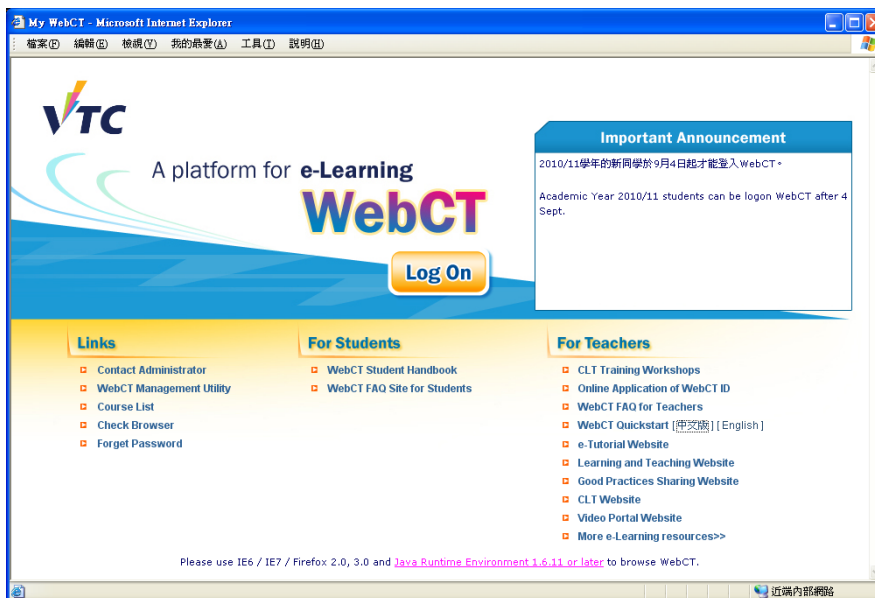 My WebCT - Microsoft Internet Explorer
檔案(F) 編輯(E) 檢視(V) 我的最愛(A) 工具(T) 說明(H)
VTC
A platform for e-Learning
WebCT
Log On
Important Announcement
2010/11學年的新同學於9月4日起才能登入WebCT。
Academic Year 2010/11 students can be logon WebCT after 4
Sept.
Links
Contact Administrator
WebCT Management Utility
Course List
Check Browser
Forget Password
For Students
WebCT Student Handbook
WebCT FAQ Site for Students
For Teachers
CLT Training Workshops
Online Application of WebCT ID
WebCT FAQ for Teachers
WebCT Quickstart [中文版] [English]
e-Tutorial Website
Learning and Teaching Website
Good Practices Sharing Website
CLT Website
Video Portal Website
More e-Learning resources>>
Please use IE6 / IE7 / Firefox 2.0, 3.0 and Java Runtime Environment 1.6.11 or later to browse WebCT.
近端內部網路